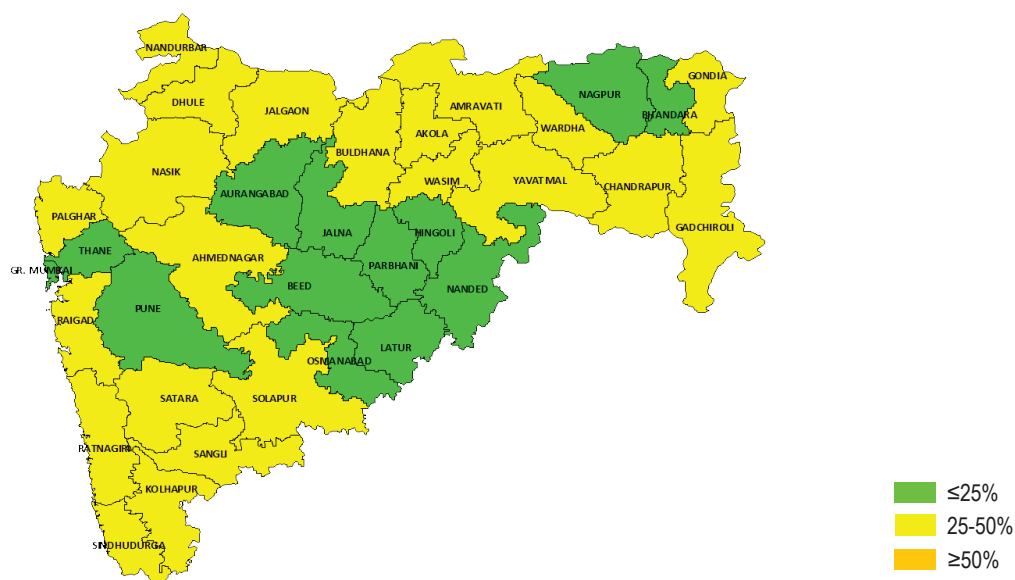 NANDURBAR
DHULE
JALGAON
NASIK
BULDHANA
AKOLA
AMRAVATI
WARDHA
NAGPUR
BHANDARA
GONDIA
WASIM
YAVATMAL
CHANDRAPUR
GADCHIROLI
PALGHAR
THANE
GR. MUMBAI
AURANGABAD
JALNA
HINGOLI
PARBHANI
NANDED
AHMEDNAGAR
BEED
RAIGAD
PUNE
LATUR
OSMANABAD
SATARA
SOLAPUR
RATNAGIRI
SANGLI
KOLHAPUR
SINDHUDURGA
≤25%
25-50%
≥50%